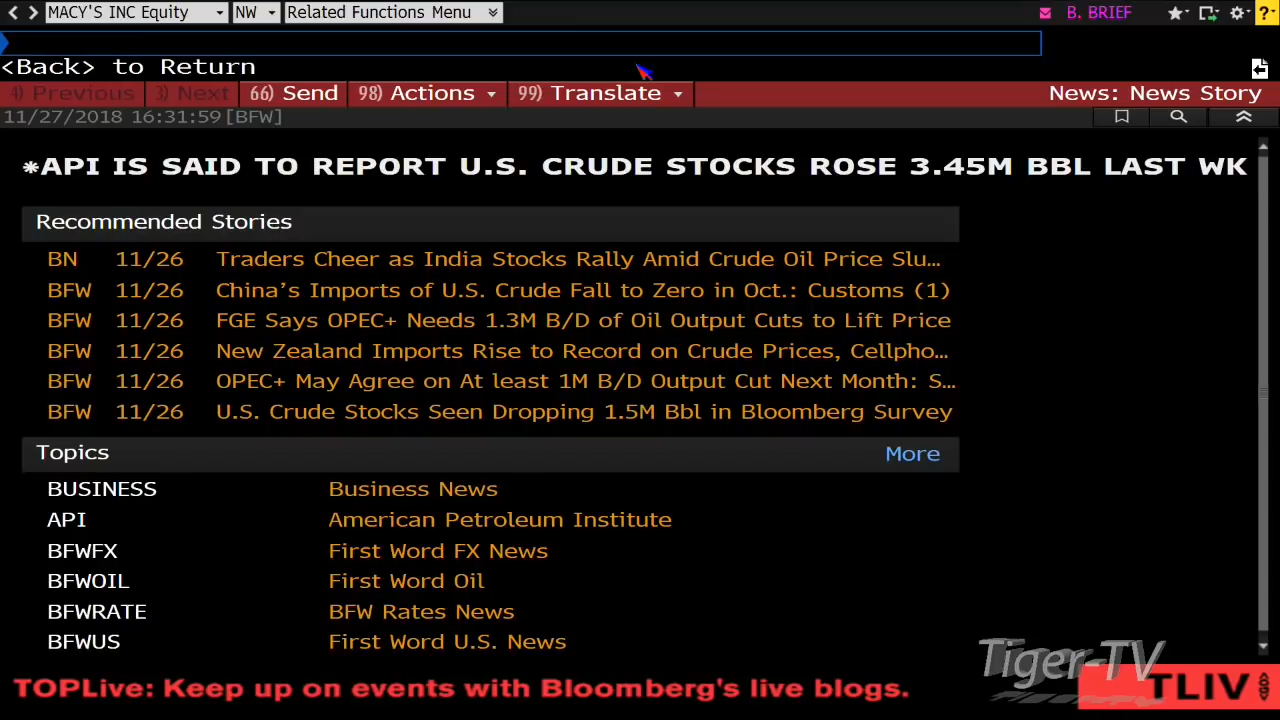 MACY'S INC Equity NW Related Functions Menu B. BRIEF ?
<Back> to Return
4) Previous 3) Next 66) Send 98) Actions 99) Translate News: News Story
11/27/2018 16:31:59 [BFW]
*API IS SAID TO REPORT U.S. CRUDE STOCKS ROSE 3.45M BBL LAST WK
Recommended Stories
BN 11/26 Traders Cheer as India Stocks Rally Amid Crude Oil Price Slu...
BFW 11/26 China's Imports of U.S. Crude Fall to Zero in Oct.: Customs (1)
BFW 11/26 FGE Says OPEC+ Needs 1.3M B/D of Oil Output Cuts to Lift Price
BFW 11/26 New Zealand Imports Rise to Record on Crude Prices, Cellpho...
BFW 11/26 OPEC+ May Agree on At least 1M B/D Output Cut Next Month: S...
BFW 11/26 U.S. Crude Stocks Seen Dropping 1.5M Bbl in Bloomberg Survey
Topics More
BUSINESS Business News
API American Petroleum Institute
BFWFX First Word FX News
BFWOIL First Word Oil
BFWRATE BFW Rates News
BFWUS First Word U.S. News
Tiger-TV
TOPLive: Keep up on events with Bloomberg's live blogs. TLIV